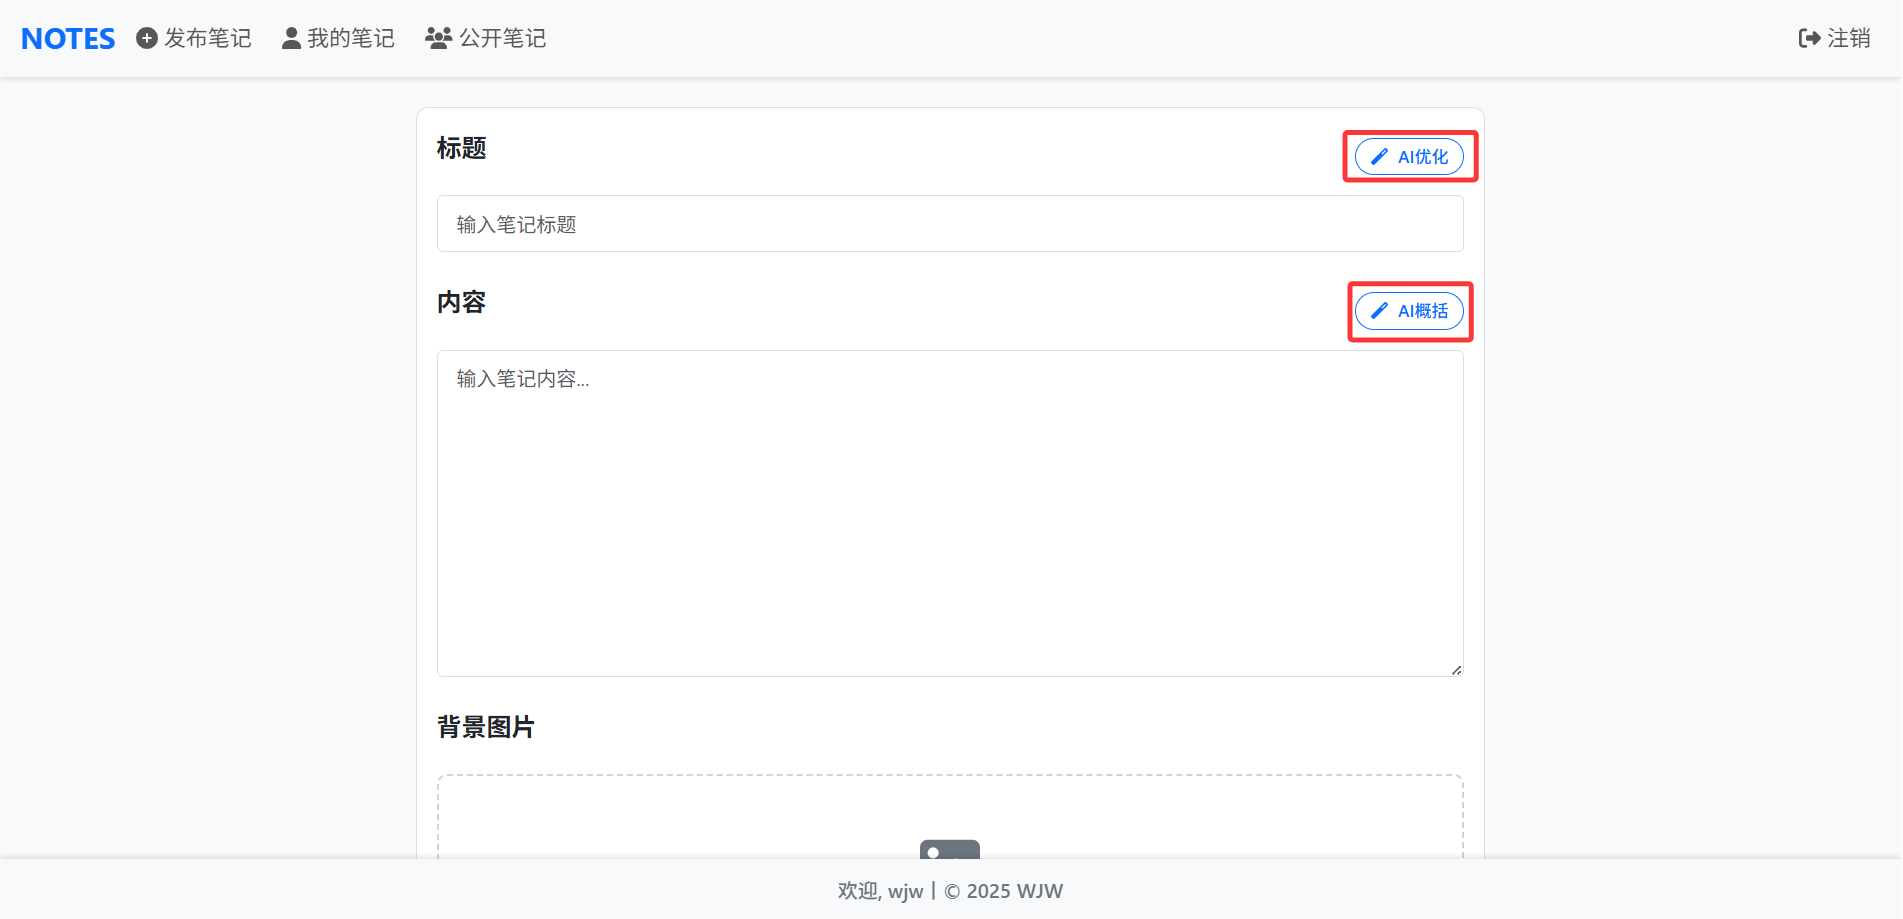 NOTES 发布笔记 我的笔记 公开笔记 注销
标题 AI优化
输入笔记标题
内容 AI概括
输入笔记内容...
背景图片
欢迎, wjw | © 2025 WJW